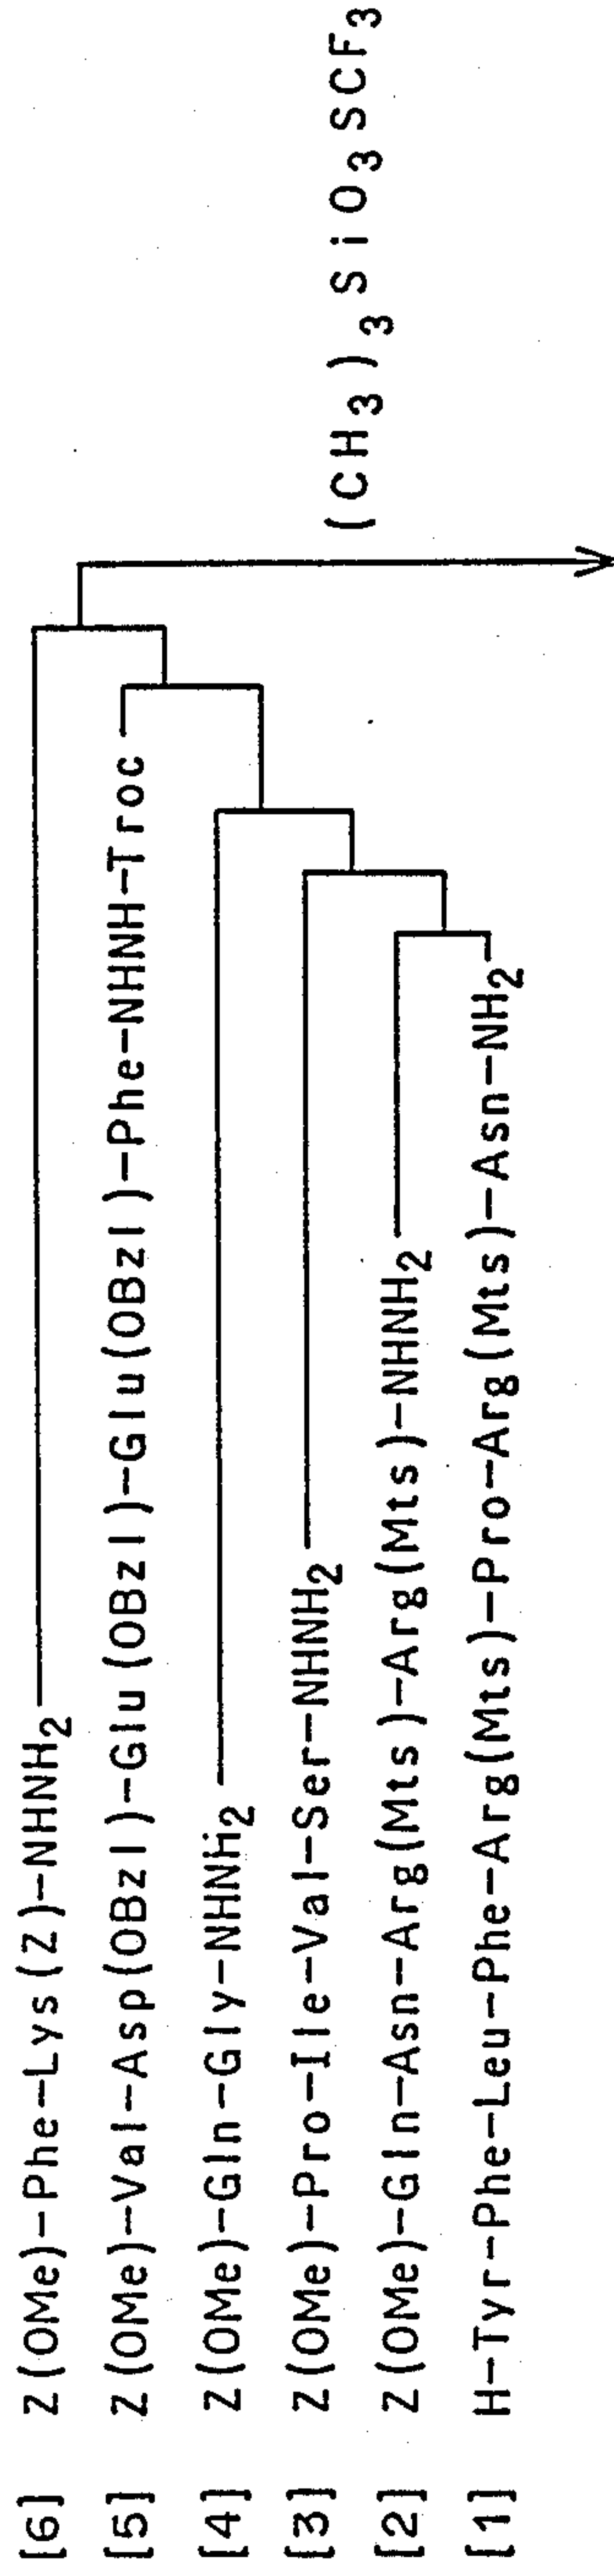 [6] Z(OMe)-Phe-Lys(Z)-NHNH2
[5] Z(OMe)-Val-Asp(OBzl)-Glu(OBzl)-Glu(OBzl)-Phe-NHNH-Troc
[4] Z(OMe)-Gln-Gly-NHNH2
[3] Z(OMe)-Pro-Ile-Val-Ser-NHNH2
[2] Z(OMe)-Gln-Asn-Arg(Mts)-Arg(Mts)-NHNH2
[1] H-Tyr-Phe-Leu-Phe-Arg(Mts)-Pro-Arg(Mts)-Asn-NH2
(CH3)3SiO3SCF3